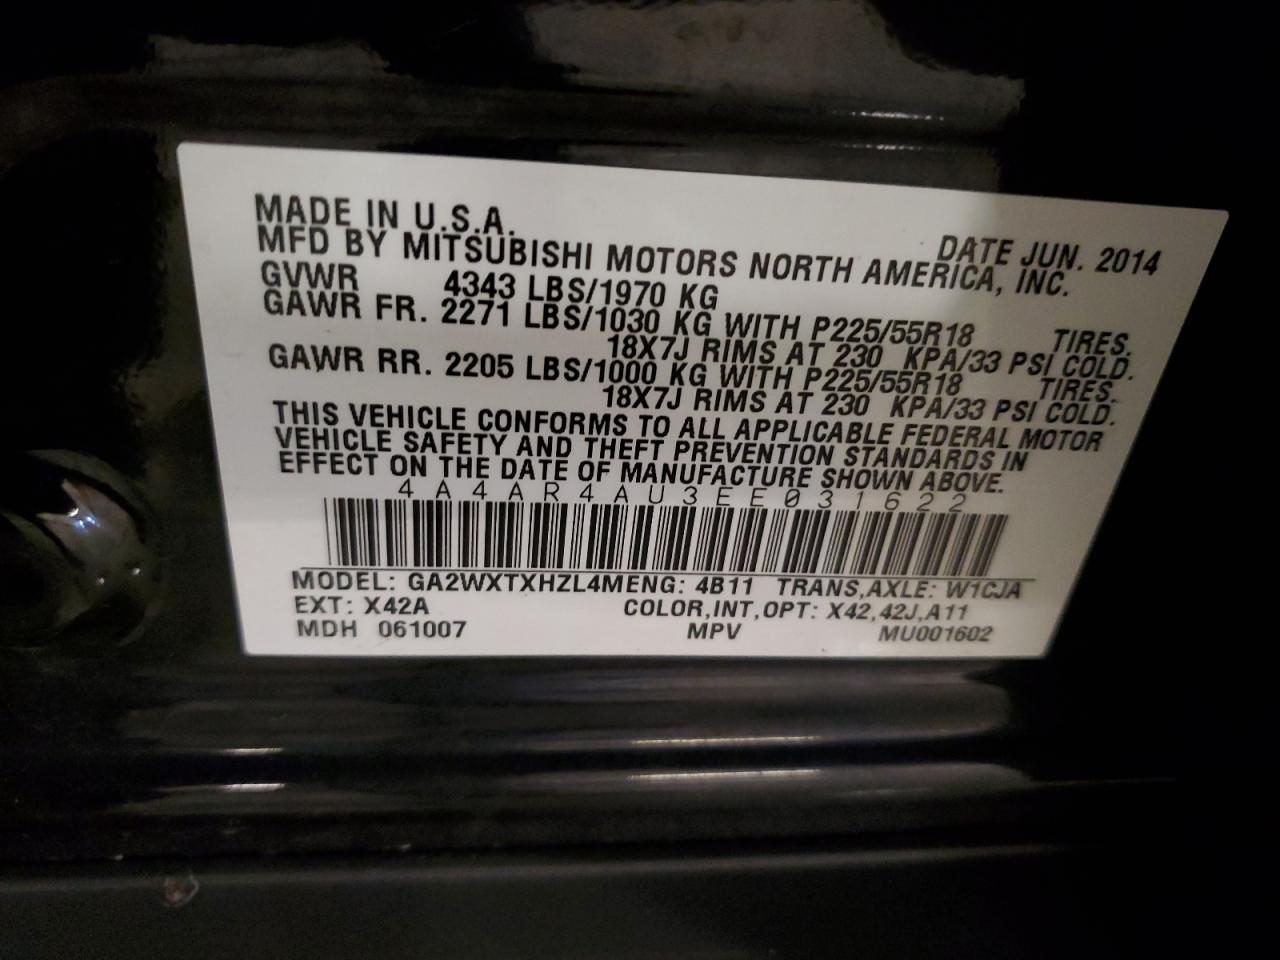 MADE IN U.S.A. DATE JUN. 2014
MFD BY MITSUBISHI MOTORS NORTH AMERICA, INC.
GVWR 4343 LBS/1970 KG
GAWR FR. 2271 LBS/1030 KG WITH P225/55R18 TIRES.
18X7J RIMS AT 230 KPA/33 PSI COLD.
GAWR RR. 2205 LBS/1000 KG WITH P225/55R18 TIRES.
18X7J RIMS AT 230 KPA/33 PSI COLD.
THIS VEHICLE CONFORMS TO ALL APPLICABLE FEDERAL MOTOR
VEHICLE SAFETY AND THEFT PREVENTION STANDARDS IN
EFFECT ON THE DATE OF MANUFACTURE SHOWN ABOVE.
4A4AR4AU3EE031622
MODEL: GA2WXTXHZL4MENG: 4B11 TRANS,AXLE: W1CJA
EXT: X42A COLOR,INT,OPT: X42,42J,A11
MDH 061007 MPV MU001602